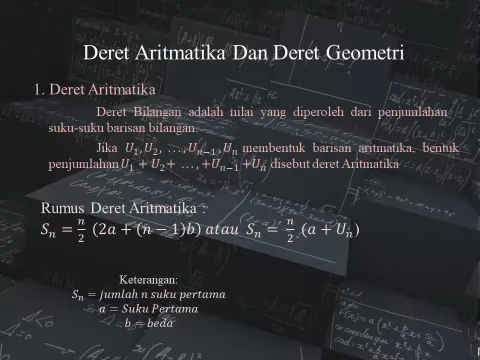 Deret Aritmatika Dan Deret Geometri
1. Deret Aritmatika
Deret Bilangan adalah nilai yang diperoleh dari penjumlahan
suku-suku barisan bilangan.
Jika U₁, U₂, …, Uₙ₋₁, Uₙ membentuk barisan aritmatika, bentuk
penjumlahan U₁ + U₂ + …, +Uₙ₋₁ + Uₙ disebut deret Aritmatika
Rumus Deret Aritmatika :
Sₙ = n/2 (2a + (n − 1)b) atau Sₙ = n/2 (a + Uₙ)
Keterangan:
Sₙ = jumlah n suku pertama
a = Suku Pertama
b = beda